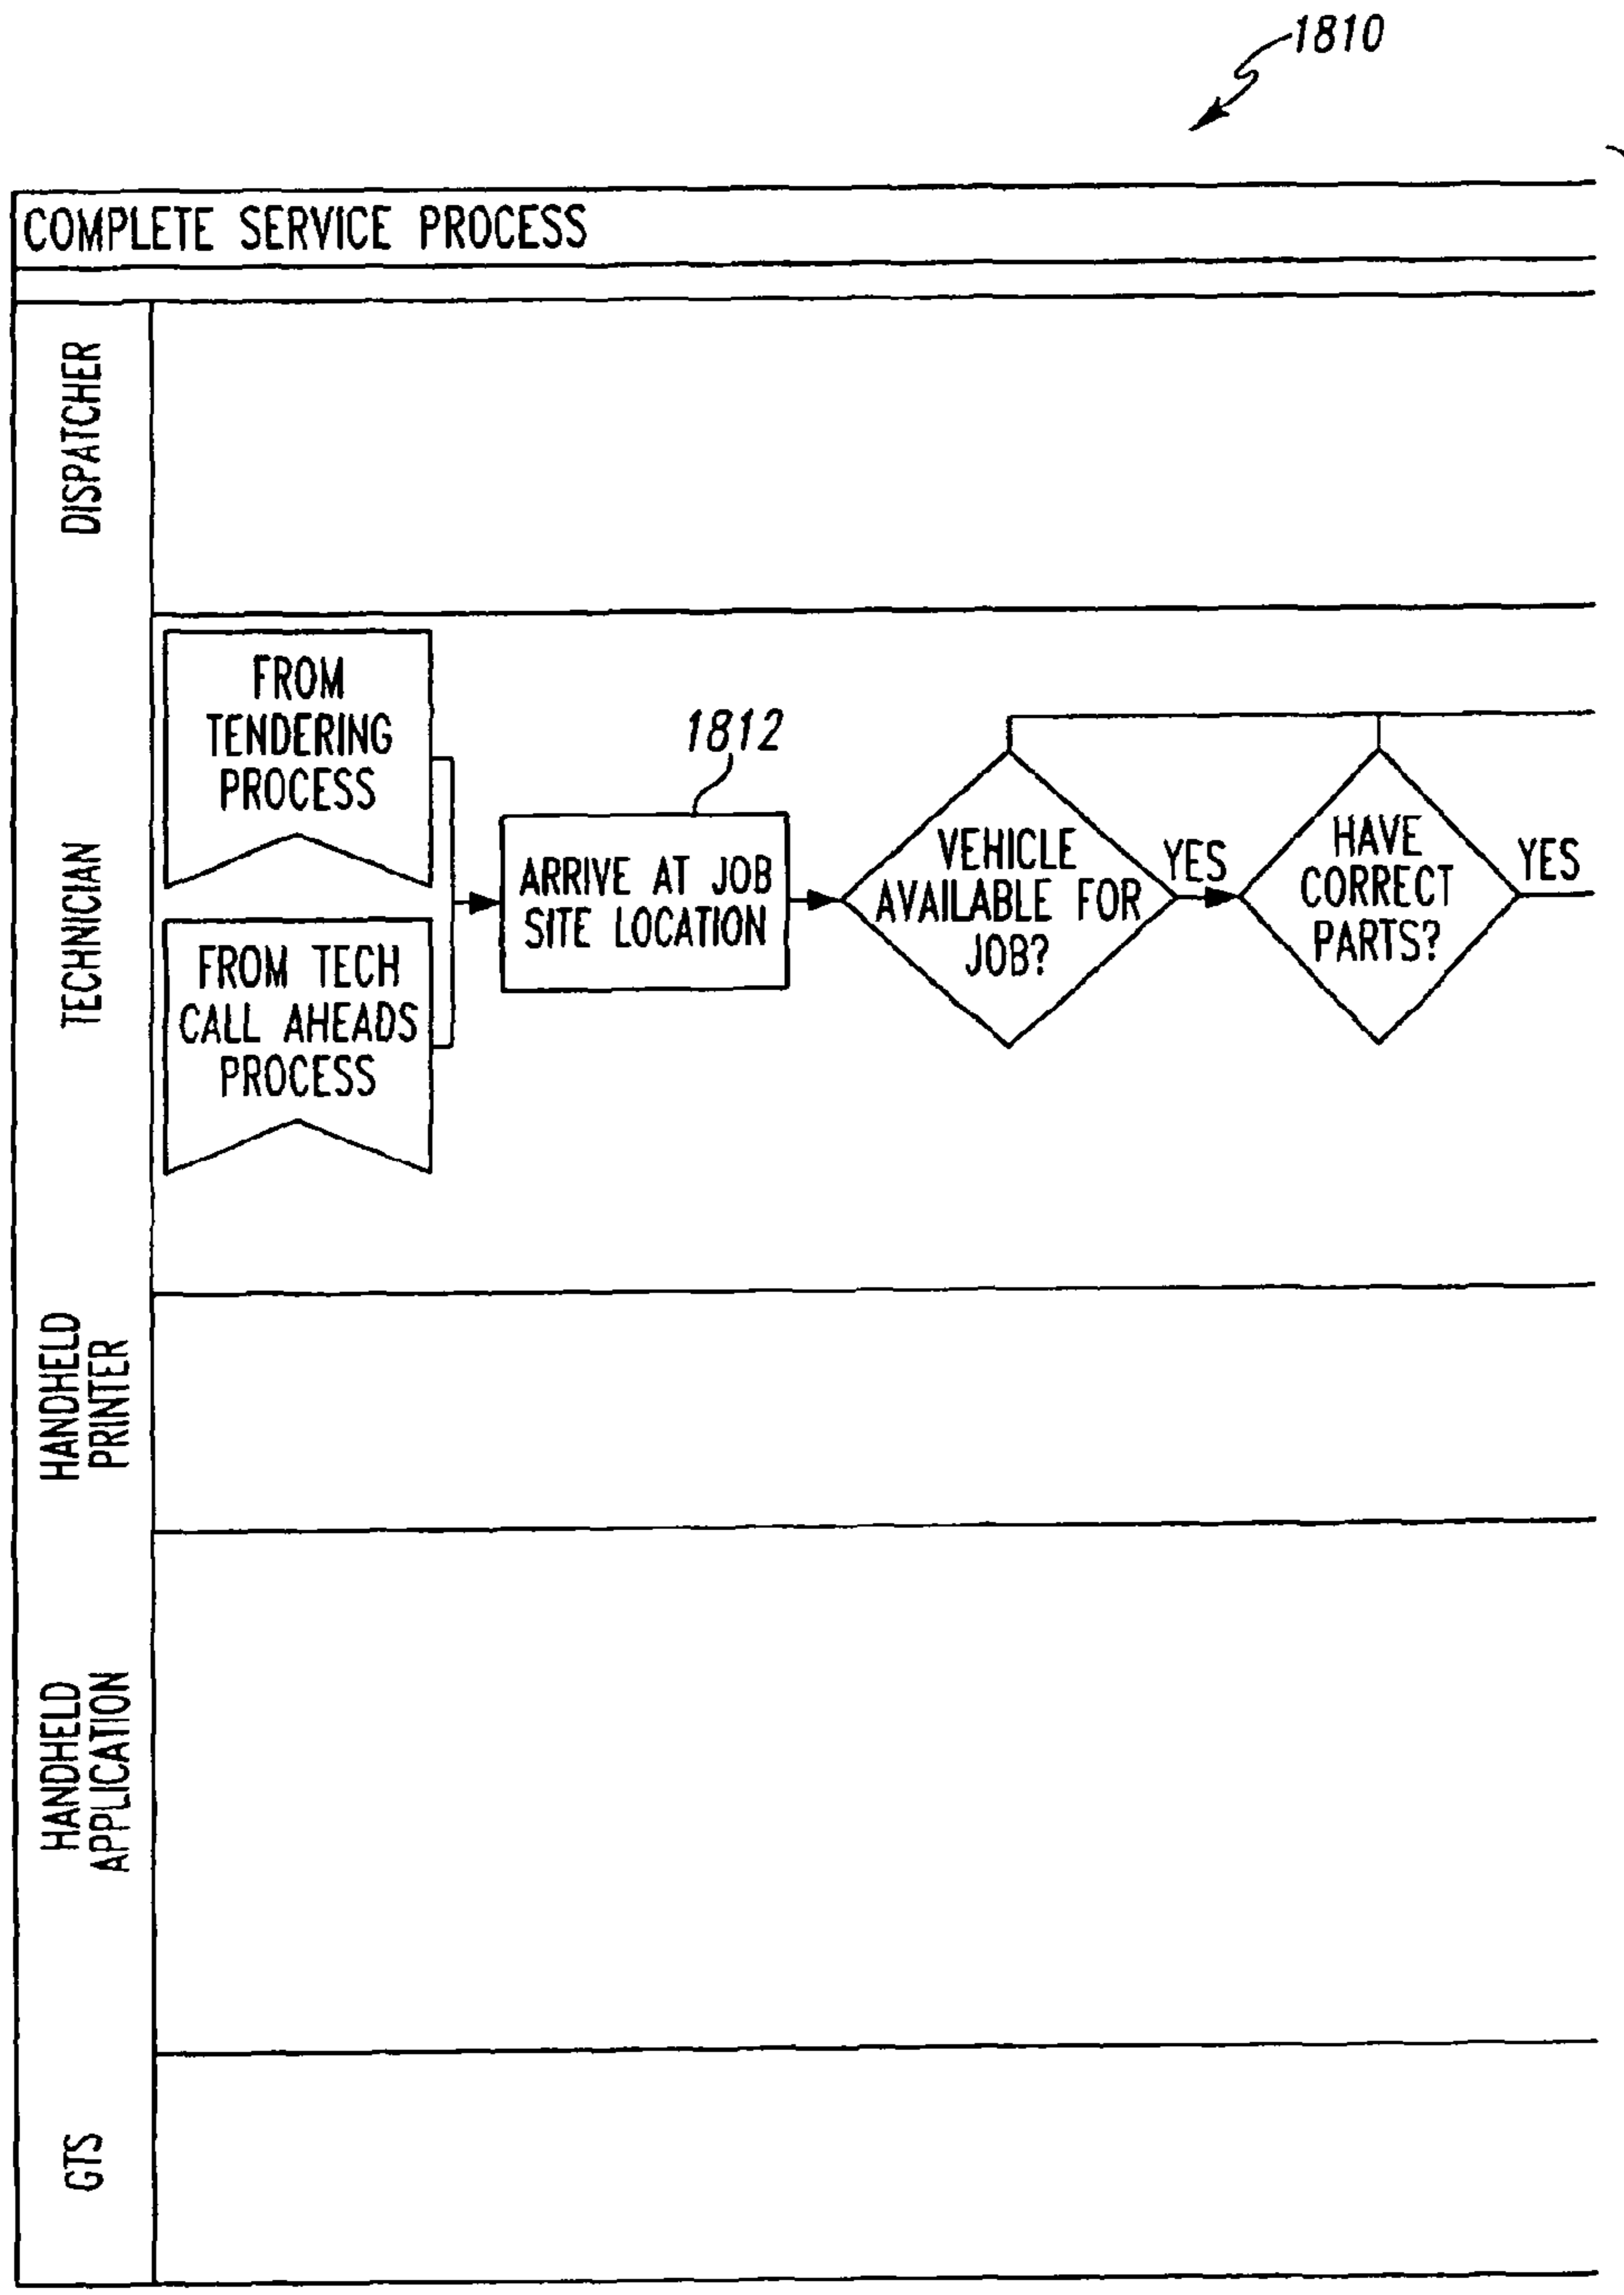 1810
COMPLETE SERVICE PROCESS
DISPATCHER
TECHNICIAN
FROM
TENDERING
PROCESS
FROM TECH
CALL AHEADS
PROCESS
1812
ARRIVE AT JOB
SITE LOCATION
VEHICLE
AVAILABLE FOR
JOB?
YES
HAVE
CORRECT
PARTS?
YES
HANDHELD
PRINTER
HANDHELD
APPLICATION
GTS